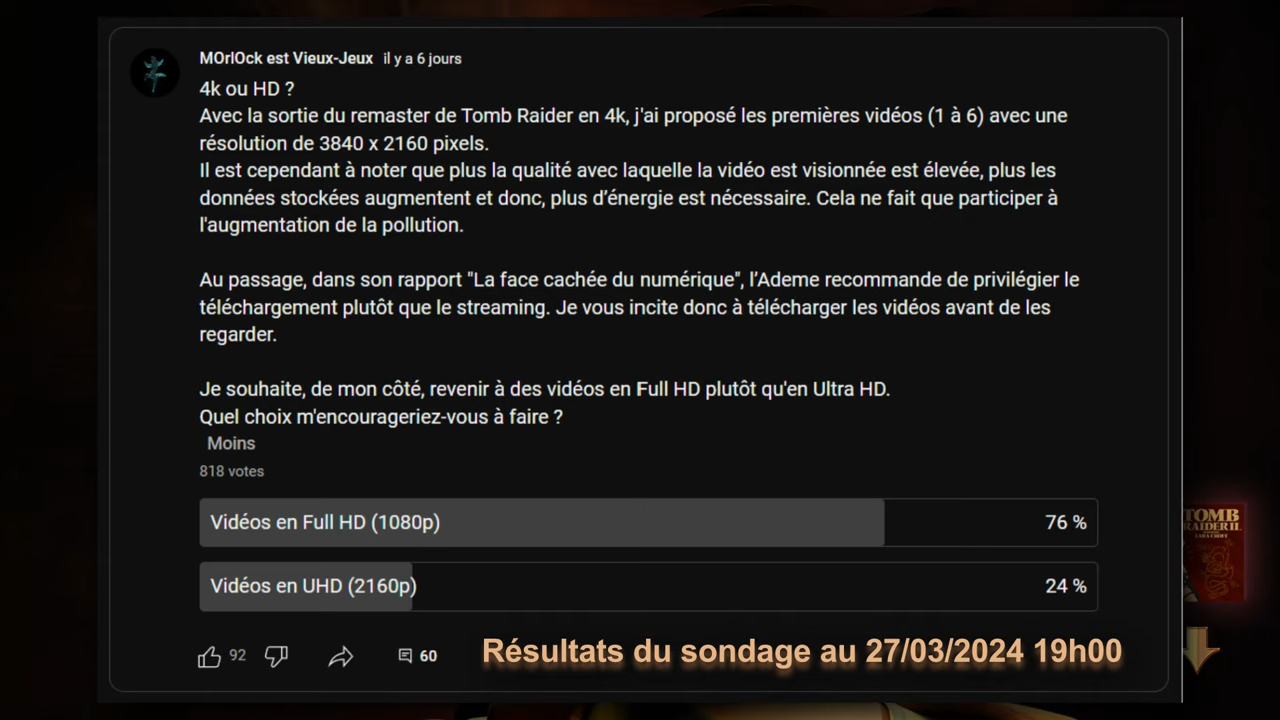 MOrlOck est Vieux-Jeux il y a 6 jours
4k ou HD ?
Avec la sortie du remaster de Tomb Raider en 4k, j'ai proposé les premières vidéos (1 à 6) avec une
résolution de 3840 x 2160 pixels.
Il est cependant à noter que plus la qualité avec laquelle la vidéo est visionnée est élevée, plus les
données stockées augmentent et donc, plus d’énergie est nécessaire. Cela ne fait que participer à
l'augmentation de la pollution.
Au passage, dans son rapport "La face cachée du numérique", l’Ademe recommande de privilégier le
téléchargement plutôt que le streaming. Je vous incite donc à télécharger les vidéos avant de les
regarder.
Je souhaite, de mon côté, revenir à des vidéos en Full HD plutôt qu'en Ultra HD.
Quel choix m'encourageriez-vous à faire ?
Moins
818 votes
Vidéos en Full HD (1080p) 76 %
Vidéos en UHD (2160p) 24 %
92 60
Résultats du sondage au 27/03/2024 19h00
TOMB
RAIDER II